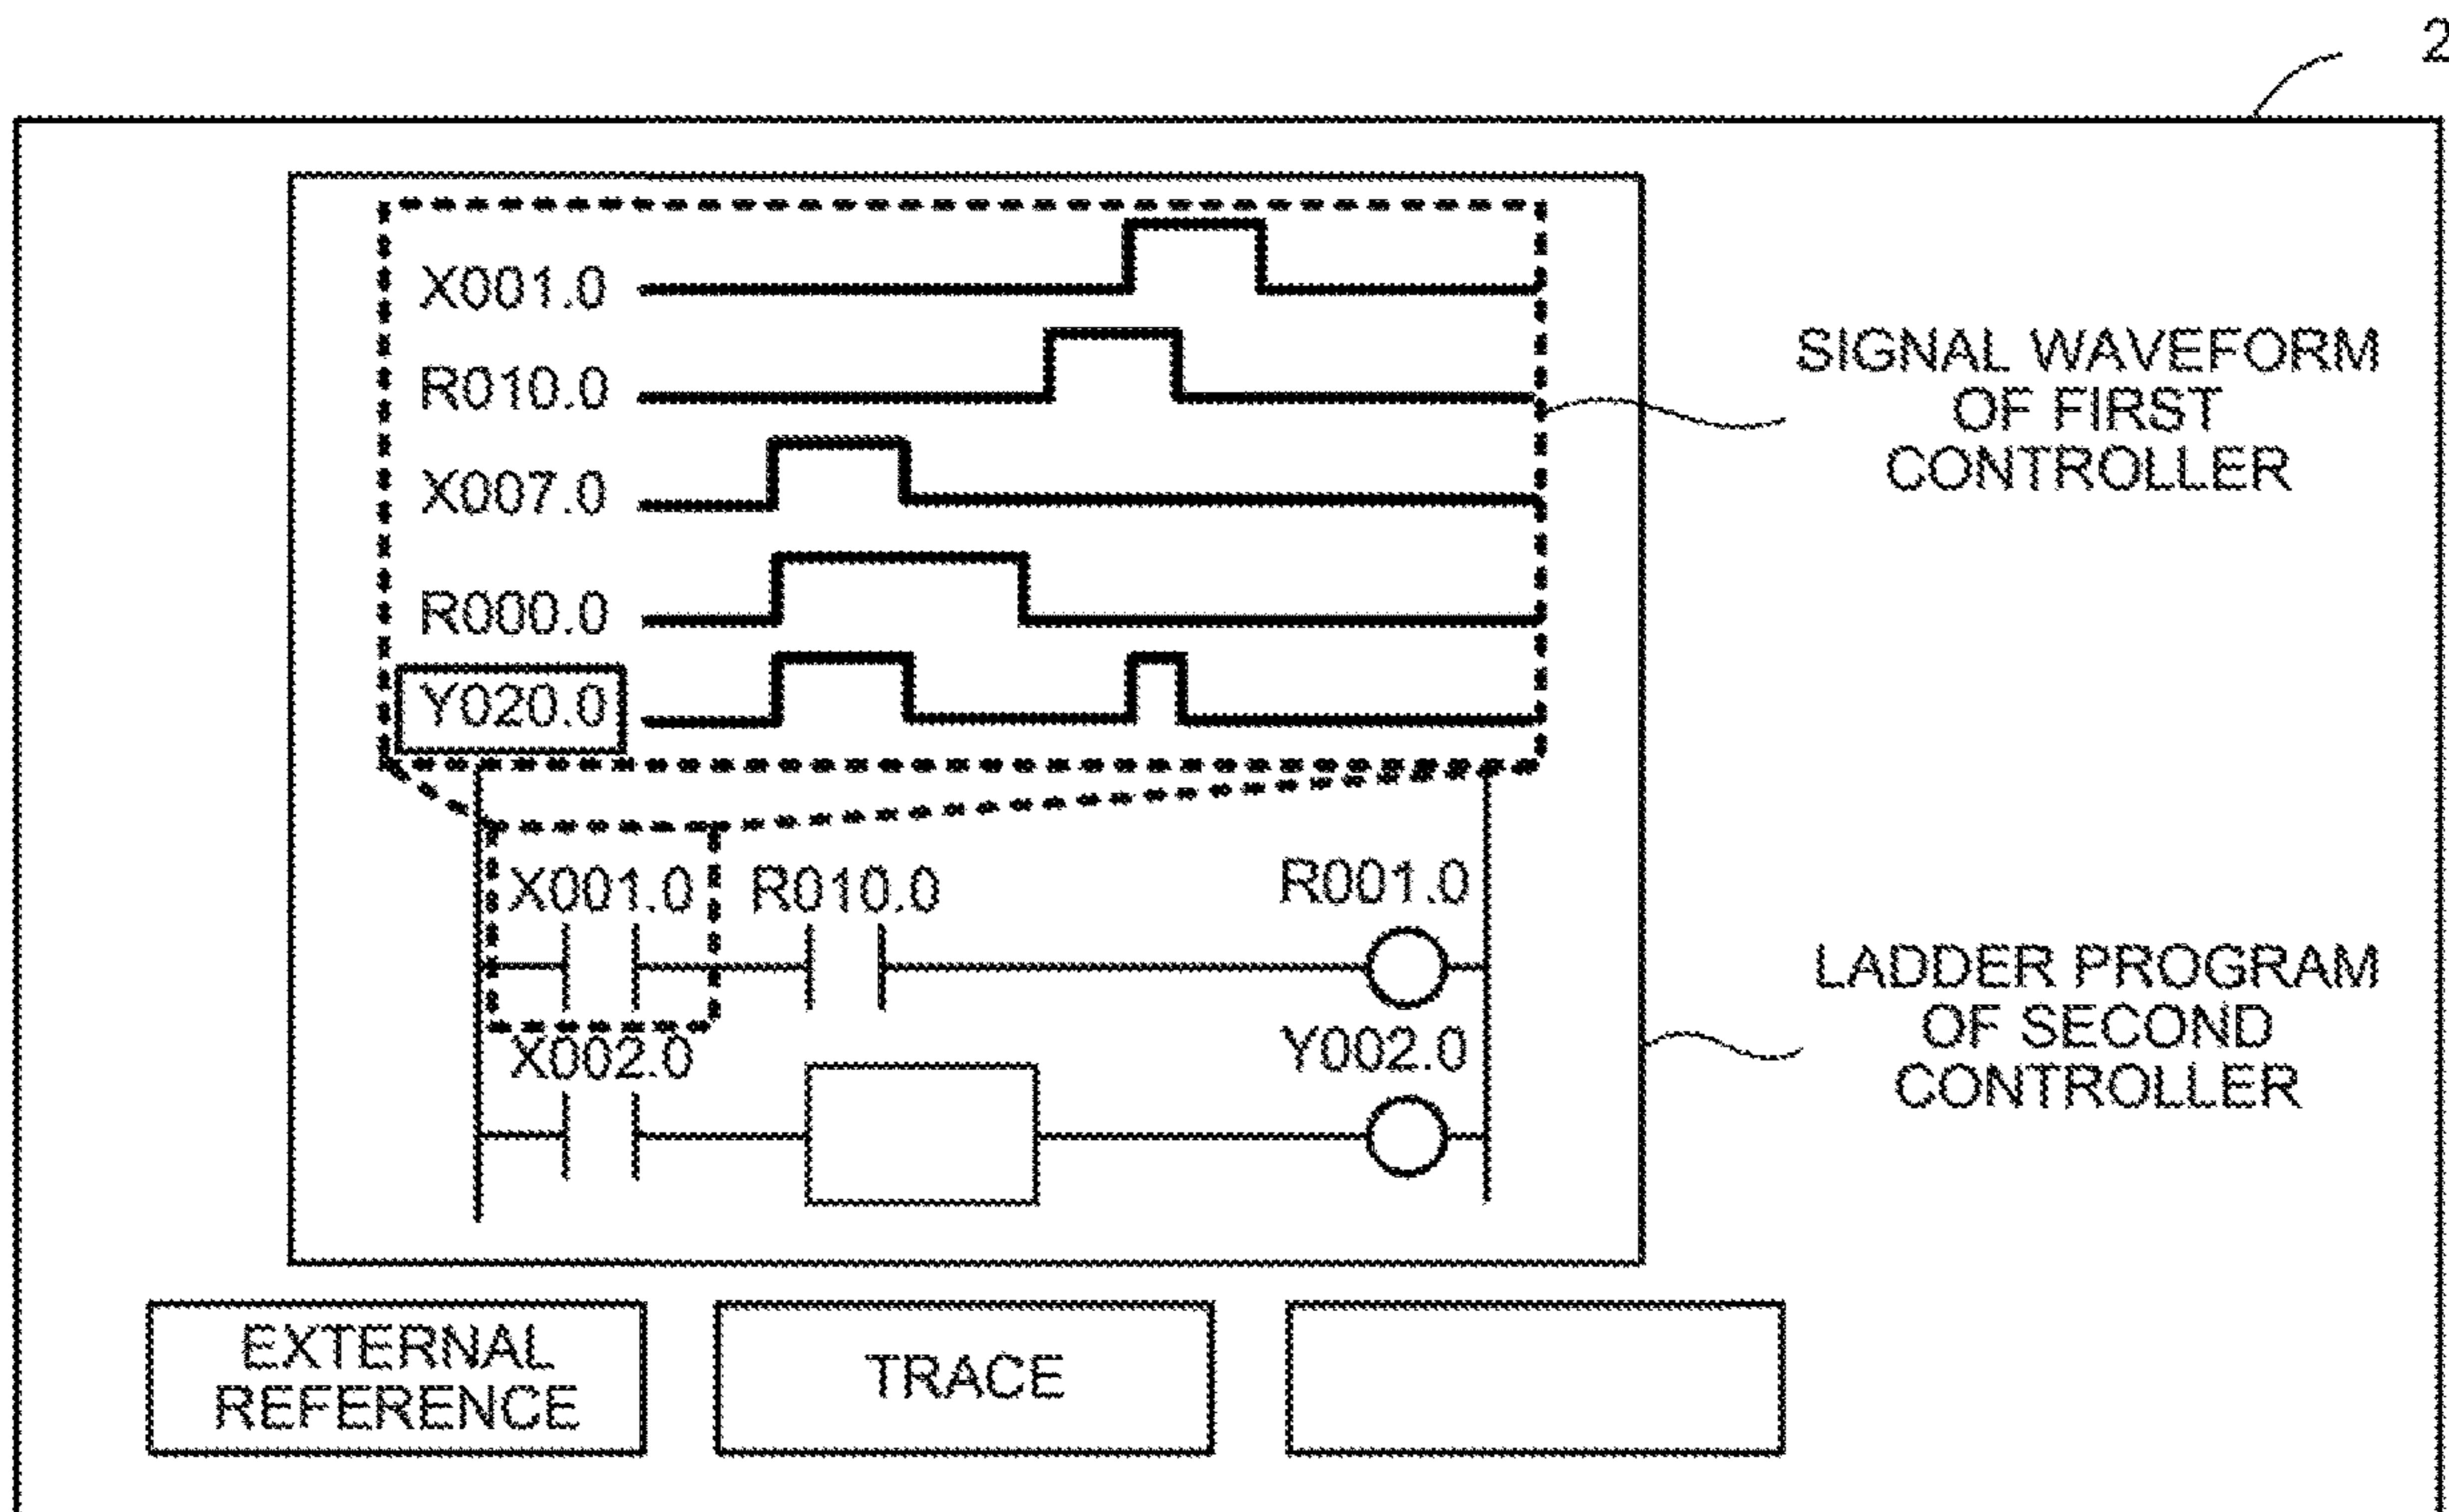 2
X001.0
R010.0
X007.0
R000.0
Y020.0
SIGNAL WAVEFORM
OF FIRST
CONTROLLER
X001.0 R010.0 R001.0
X002.0 Y002.0
LADDER PROGRAM
OF SECOND
CONTROLLER
EXTERNAL
REFERENCE
TRACE